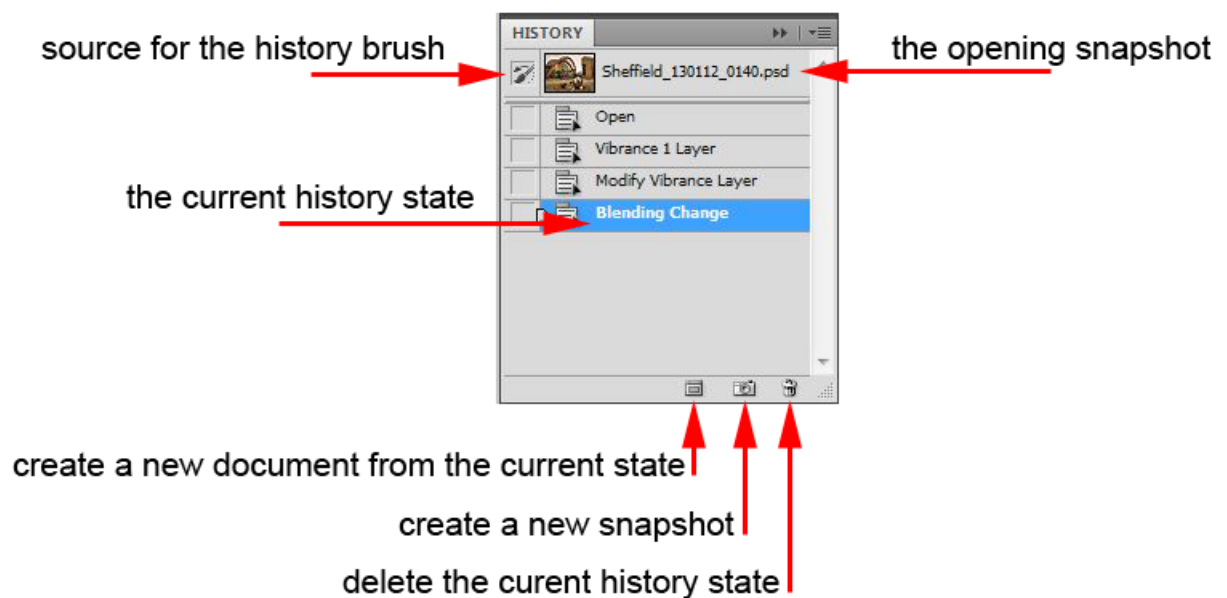 HISTORY
source for the history brush
the opening snapshot
Sheffield_130112_0140.psd
Open
Vibrance 1 Layer
Modify Vibrance Layer
the current history state
Blending Change
create a new document from the current state
create a new snapshot
delete the curent history state